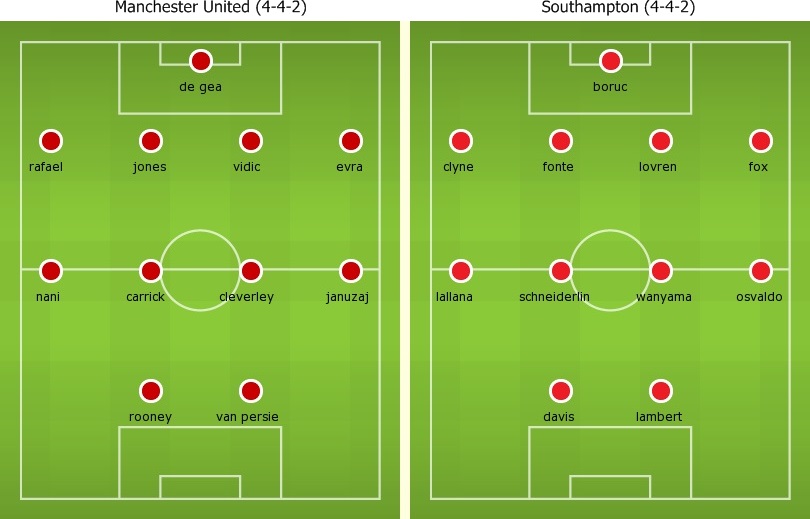 Manchester United (4-4-2)
de gea
rafael
jones
vidic
evra
nani
carrick
cleverley
januzaj
rooney
van persie
Southampton (4-4-2)
boruc
clyne
fonte
lovren
fox
lallana
schneiderlin
wanyama
osvaldo
davis
lambert